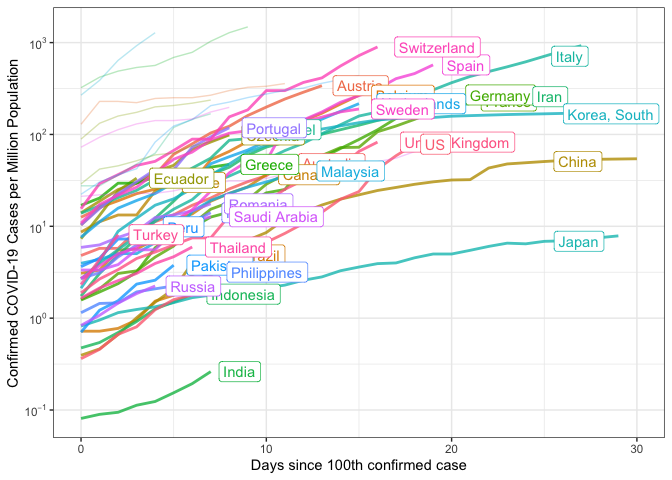 Confirmed COVID-19 Cases per Million Population
10³
10²
10¹
10⁰
10⁻¹
Switzerland
Italy
Spain
Austria
Germany
Iran
Sweden
Korea, South
Portugal
US
Kingdom
China
Greece
Malaysia
Ecuador
Romania
Saudi Arabia
Turkey
Thailand
Japan
Philippines
Russia
Indonesia
India
0
10
20
30
Days since 100th confirmed case